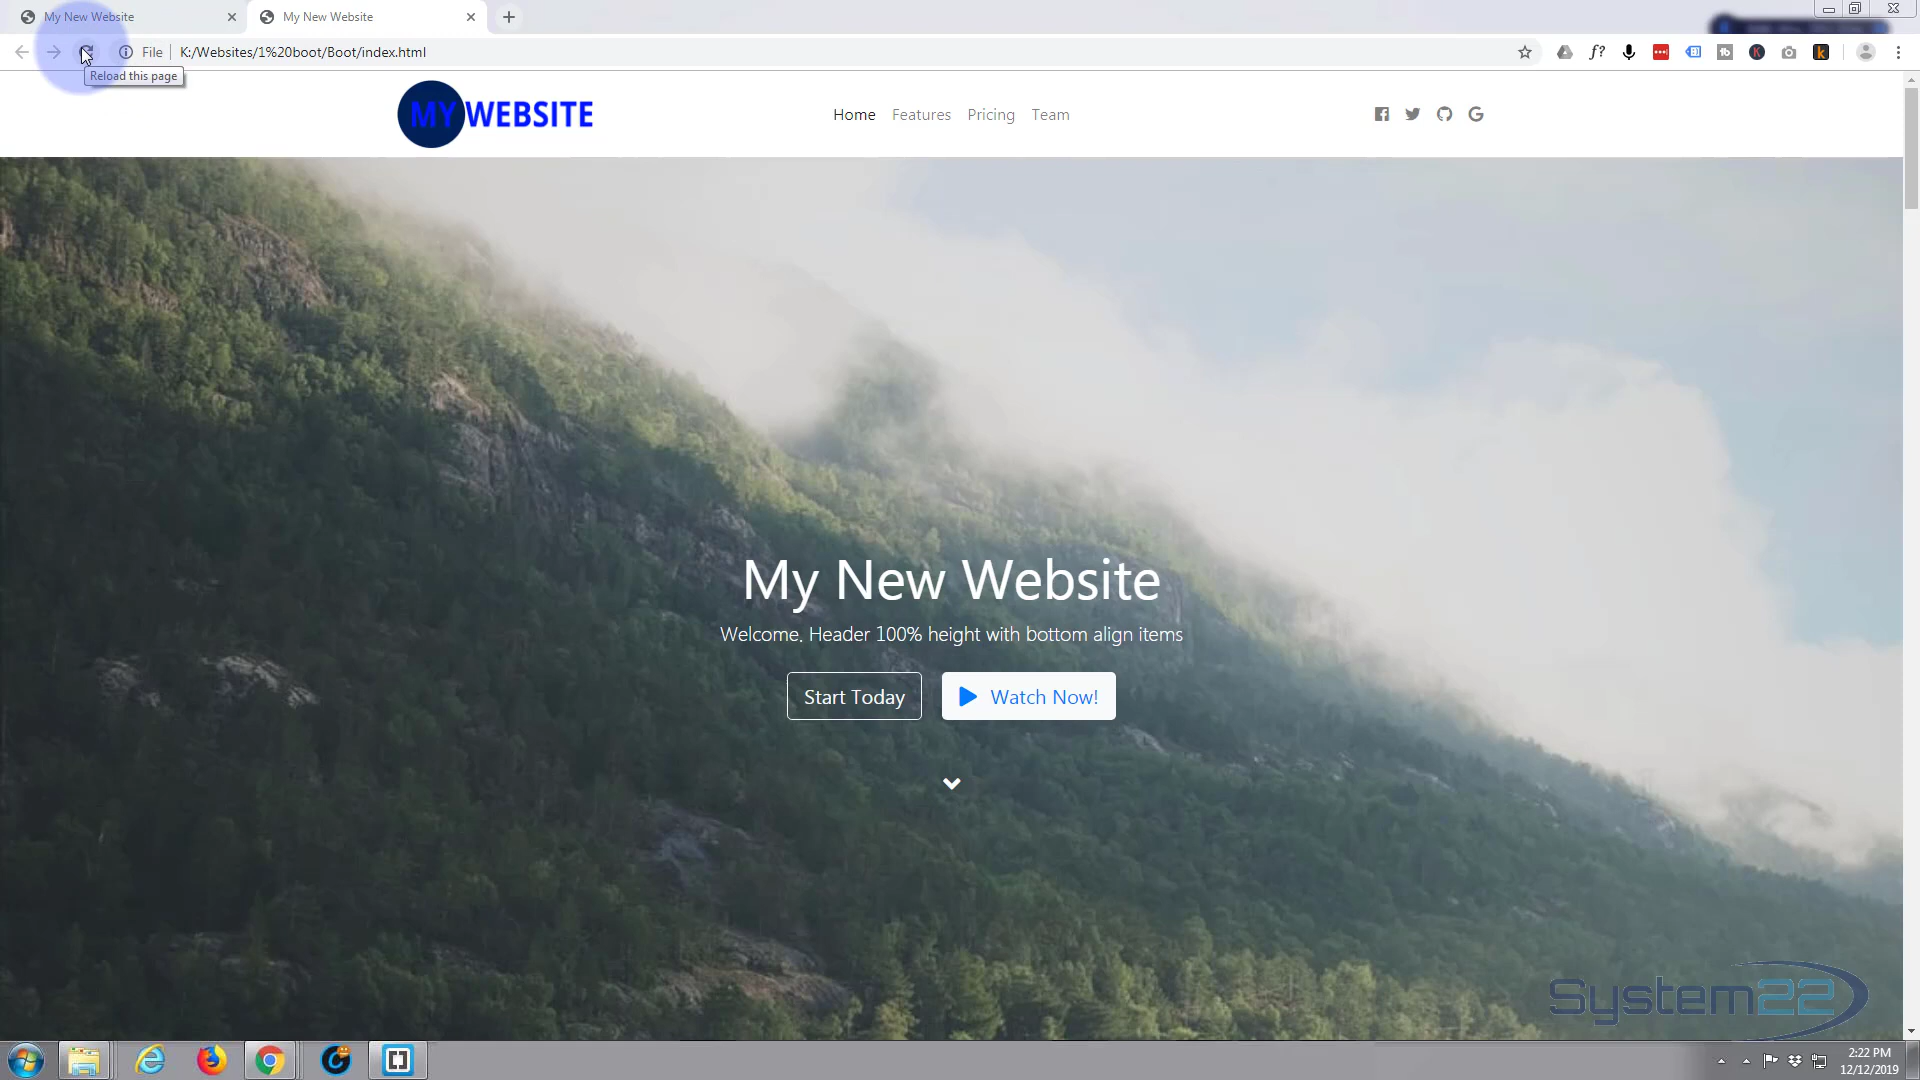 My New Website
My New Website
File
K:/Websites/1%20boot/Boot/index.html
Reload this page
MY WEBSITE
Home
Features
Pricing
Team
My New Website
Welcome. Header 100% height with bottom align items
Start Today
Watch Now!
System22
2:22 PM
12/12/2019